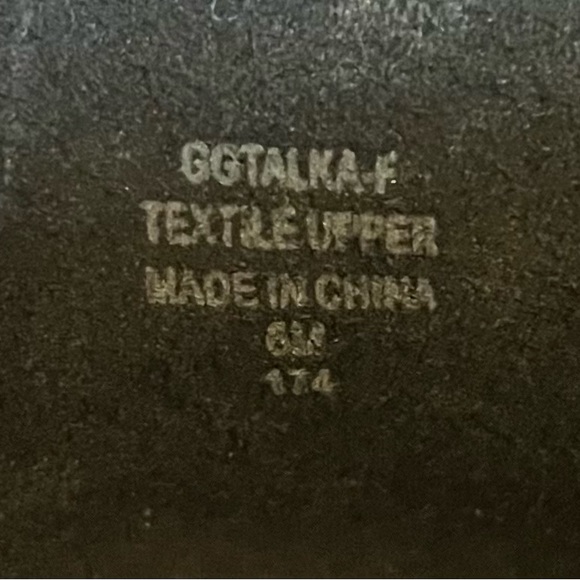 GGTALKA-F
TEXTILE UPPER
MADE IN CHINA
6M
174